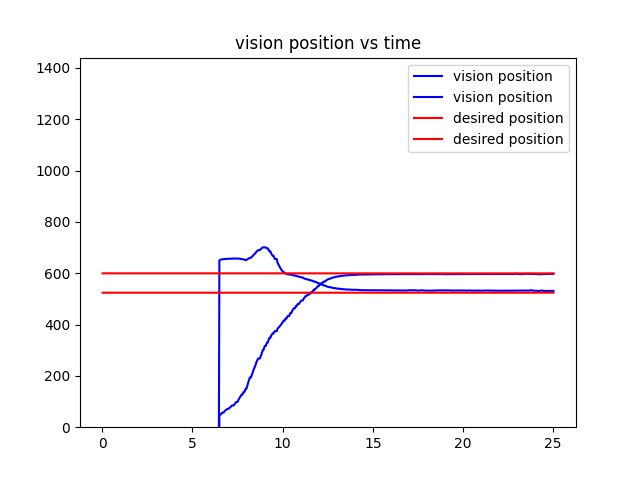 vision position vs time
1400
1200
1000
800
600
400
200
0
vision position
vision position
desired position
desired position
0 5 10 15 20 25